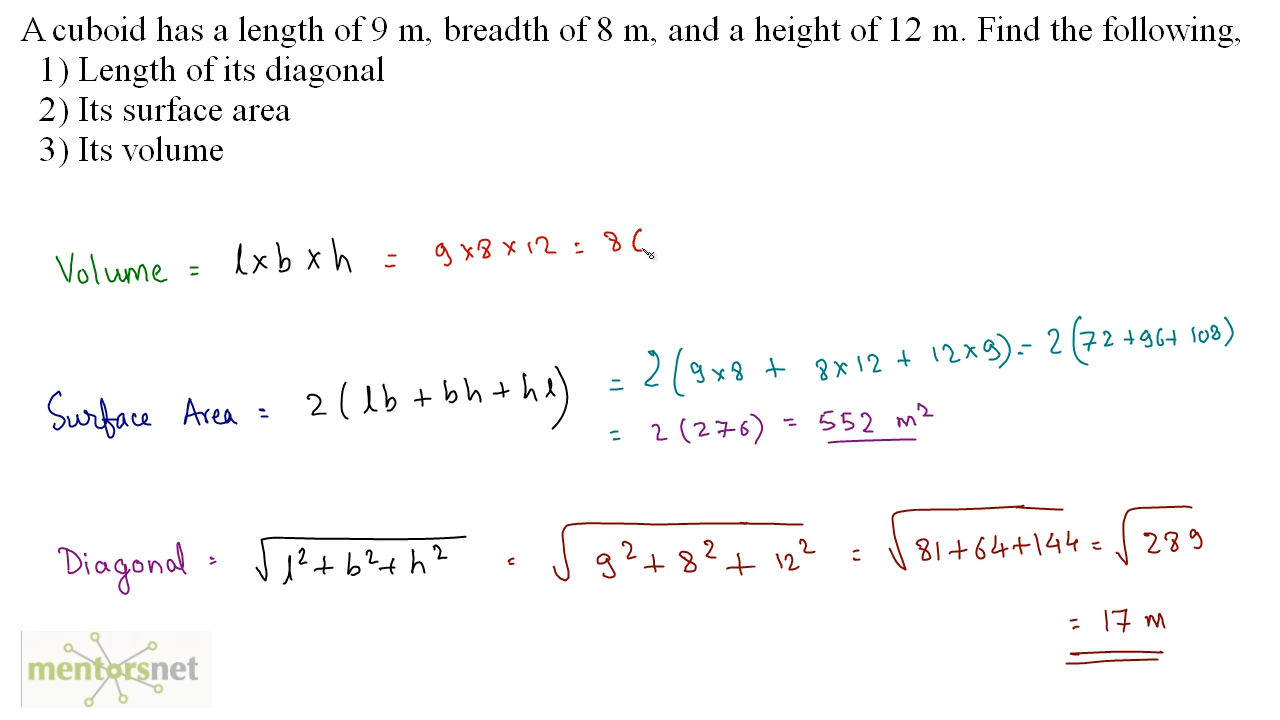 A cuboid has a length of 9 m, breadth of 8 m, and a height of 12 m. Find the following,
1) Length of its diagonal
2) Its surface area
3) Its volume
Volume = l×b×h = 9×8×12 = 8(
Surface Area = 2(lb + bh + hl) = 2(9×8 + 8×12 + 12×9) = 2(72+96+108)
= 2(276) = 552 m²
Diagonal = √l²+b²+h² = √9²+8²+12² = √81+64+144 = √289
= 17 m
mentorsnet